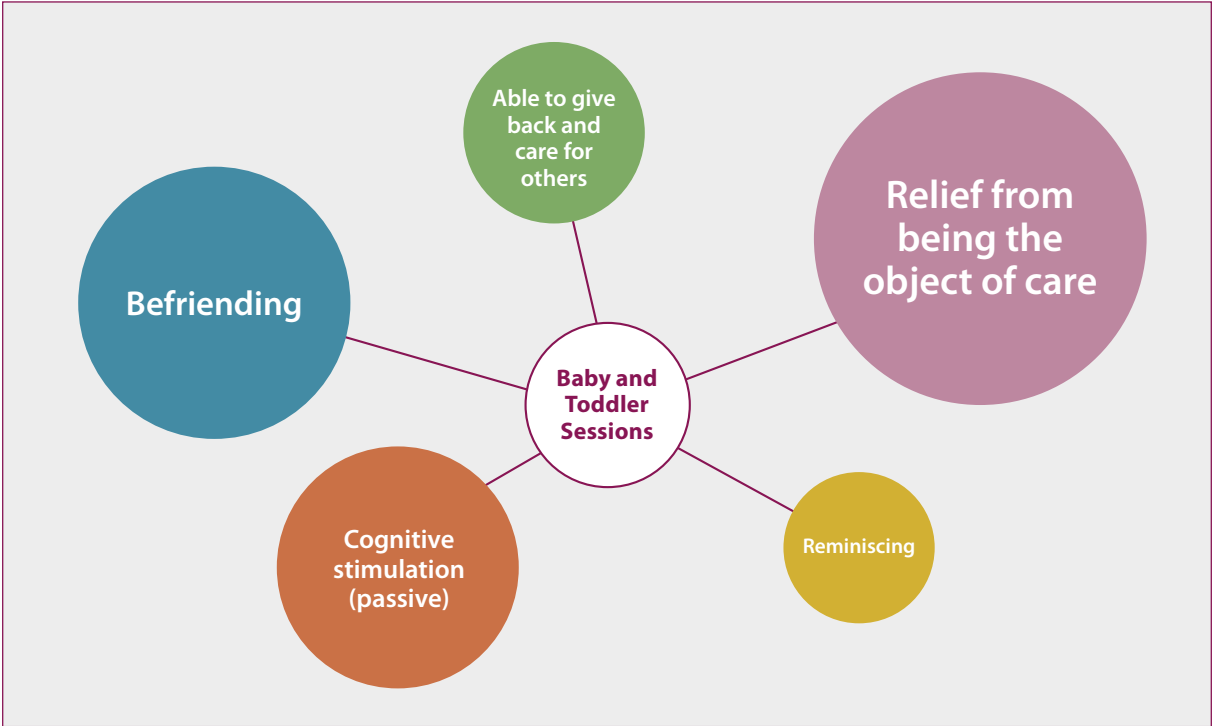 Able to give
back and
care for
others
Relief from
being the
object of care
Befriending
Baby and
Toddler
Sessions
Cognitive
stimulation
(passive)
Reminiscing